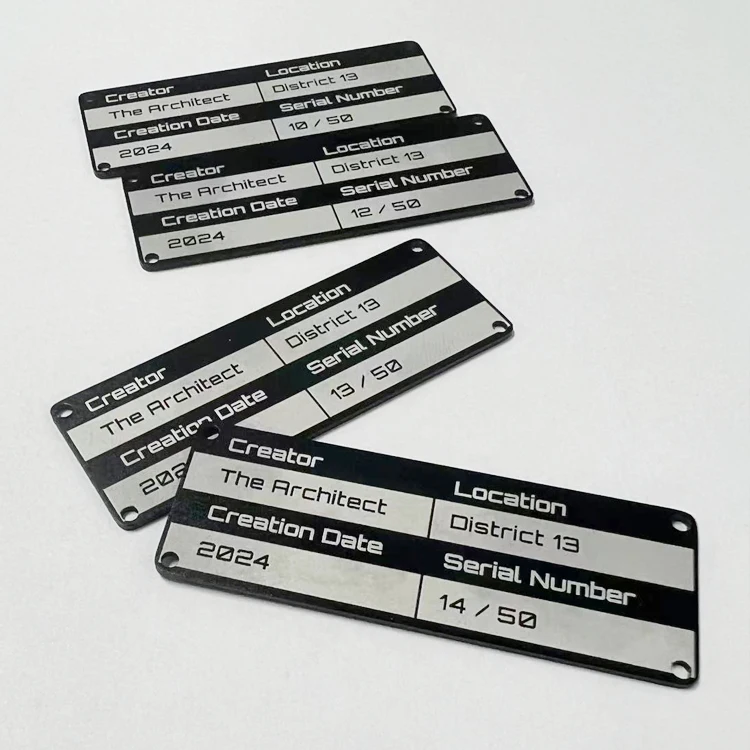 Creator Location
The Architect District 13
Creation Date Serial Number
2024 10 / 50
Creator Location
The Architect District 13
Creation Date Serial Number
2024 12 / 50
Creator Location
The Architect District 13
Creation Date Serial Number
202 13 / 50
Creator Location
The Architect District 13
Creation Date Serial Number
2024 14 / 50